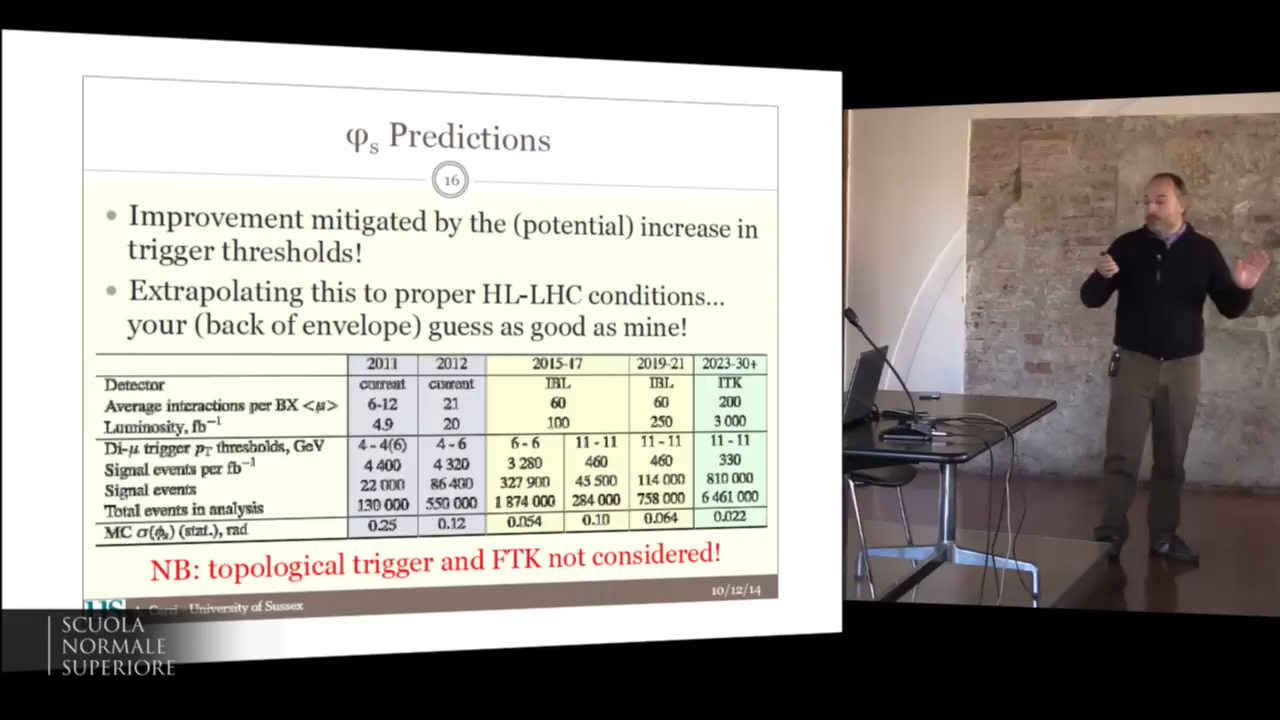 φs Predictions
16
• Improvement mitigated by the (potential) increase in
trigger thresholds!
• Extrapolating this to proper HL-LHC conditions…
your (back of envelope) guess as good as mine!
2011 2012 2015-17 2019-21 2023-30+
Detector current current IBL IBL ITK
Average interactions per BX <μ> 6-12 21 60 60 200
Luminosity, fb⁻¹ 4.9 20 100 250 3 000
Di-μ trigger pT thresholds, GeV 4 - 4(6) 4 - 6 6 - 6 11 - 11 11 - 11 11 - 11
Signal events per fb⁻¹ 4 400 4 320 3 280 460 460 330
Signal events 22 000 86 400 327 900 45 500 114 000 810 000
Total events in analysis 130 000 550 000 1 874 000 284 000 758 000 6 461 000
MC σ(ϕs) (stat.), rad 0.25 0.12 0.054 0.10 0.064 0.022
NB: topological trigger and FTK not considered!
University of Sussex
10/12/14
SCUOLA
NORMALE
SUPERIORE